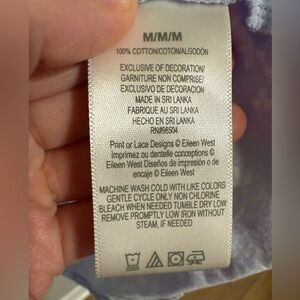 M/M/M
100% COTTON/COTON/ALGODÓN
EXCLUSIVE OF DECORATION/
GARNITURE NON COMPRISE/
EXCLUSIVO DE DECORACION
MADE IN SRI LANKA
FABRIQUE AU SRI LANKA
HECHO EN SRI LANKA
RN#96504
Print or Lace Designs © Eileen West
Imprimez ou dentelle conceptions ©
Eileen West Diseños de impresión o de
encaje © Eileen West
MACHINE WASH COLD WITH LIKE COLORS
GENTLE CYCLE ONLY NON CHLORINE
BLEACH WHEN NEEDED TUMBLE DRY LOW
REMOVE PROMPTLY LOW IRON WITHOUT
STEAM, IF NEEDED